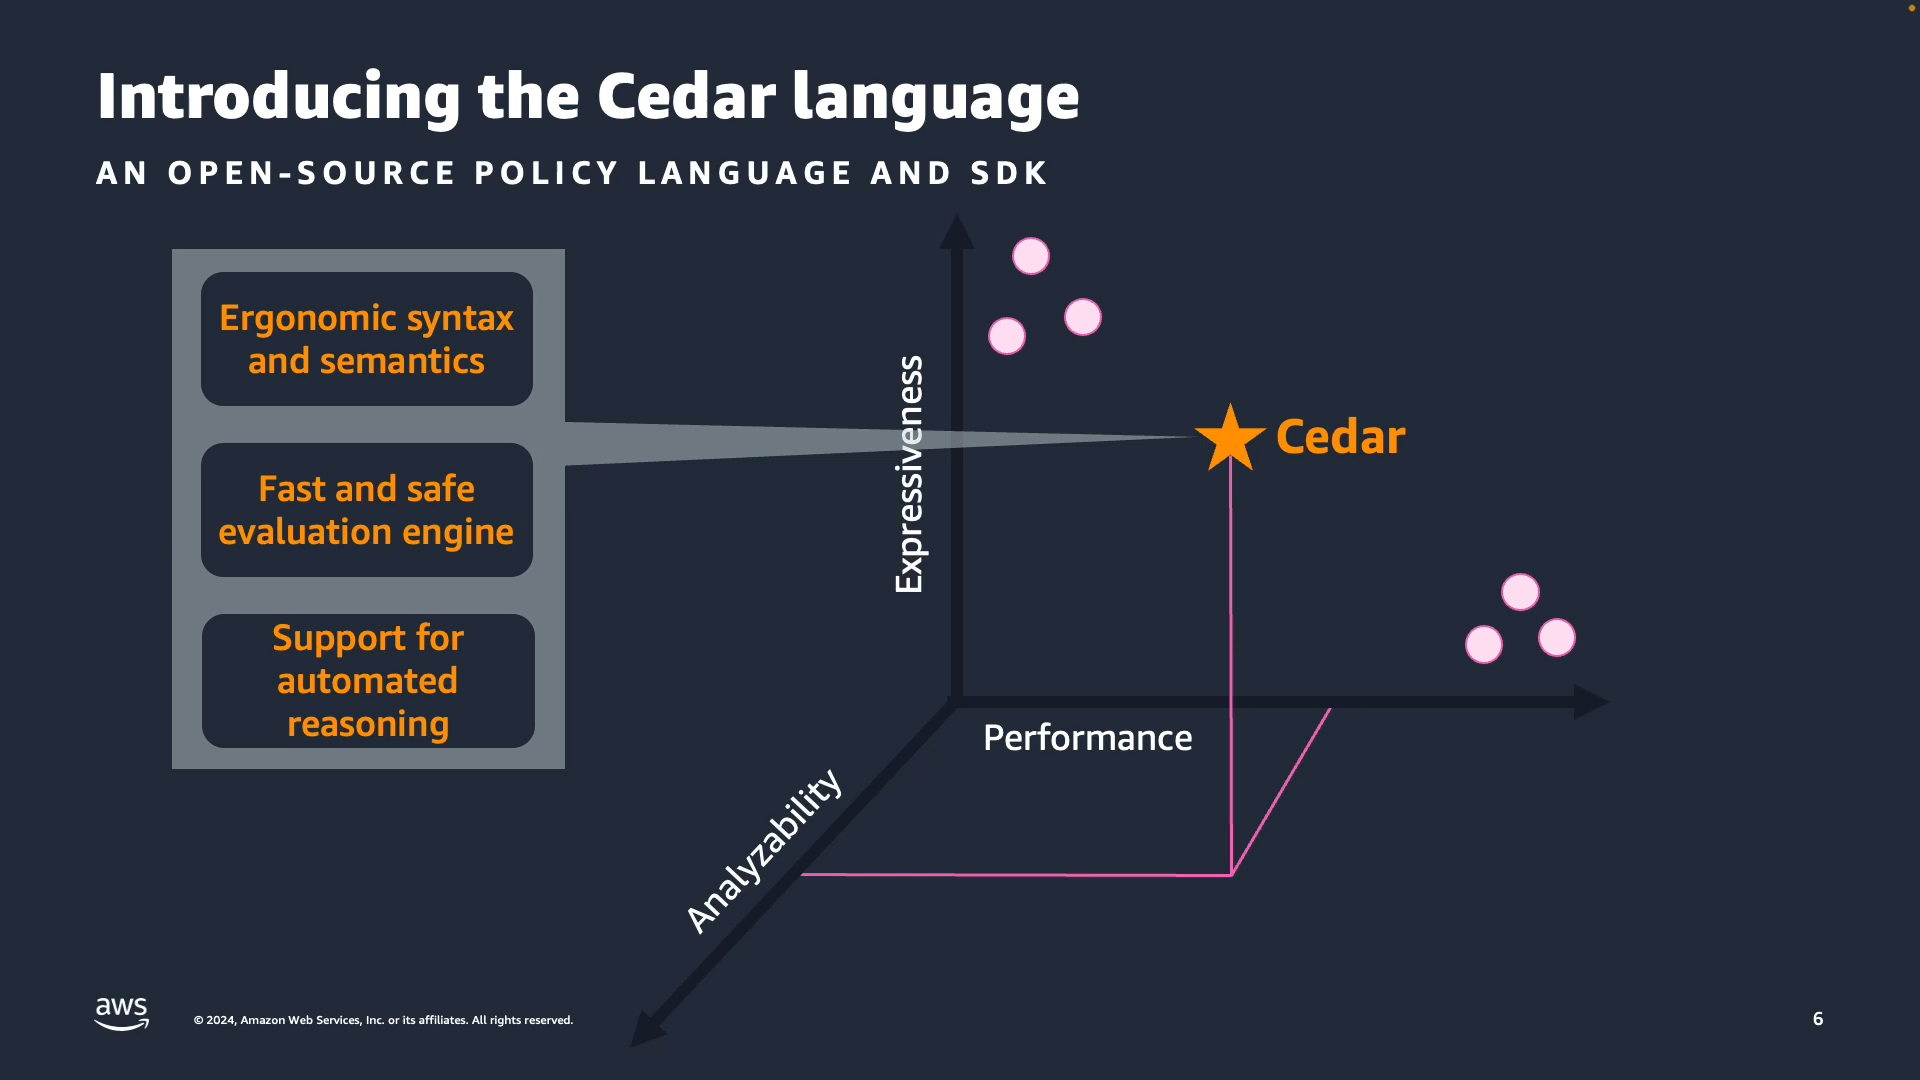 Introducing the Cedar language
AN OPEN-SOURCE POLICY LANGUAGE AND SDK
Ergonomic syntax
and semantics
Fast and safe
evaluation engine
Support for
automated
reasoning
Expressiveness
Cedar
Performance
Analyzability
aws
© 2024, Amazon Web Services, Inc. or its affiliates. All rights reserved.
6